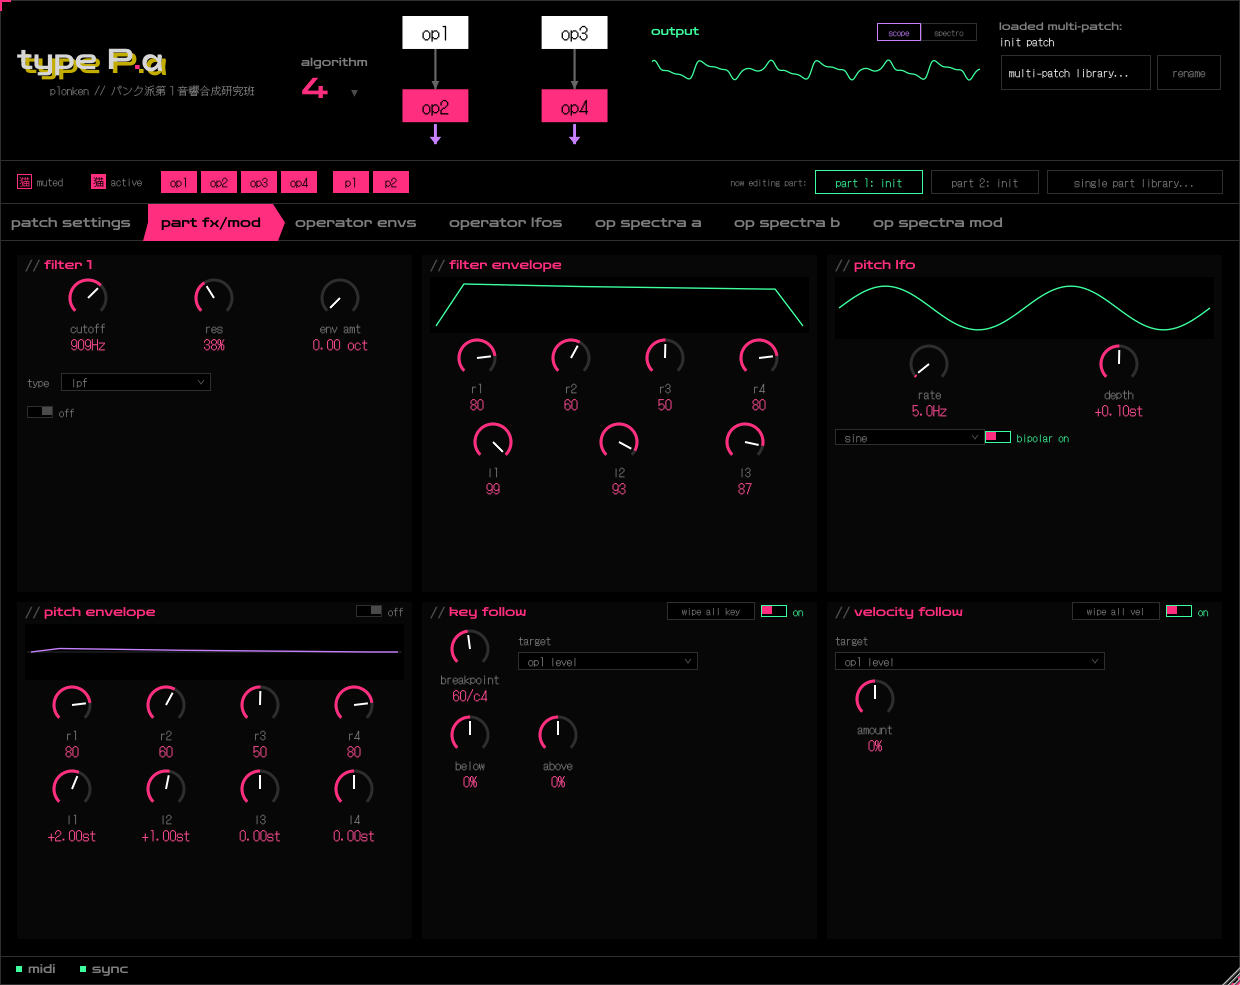 type P.a
plonken // パンク派第1音響合成研究班
algorithm
4
op1
op3
op2
op4
output
scope
spectro
loaded multi-patch:
init patch
multi-patch library...
rename
猫 muted
猫 active
op1
op2
op3
op4
p1
p2
now editing part:
part 1: init
part 2: init
single part library...
patch settings
part fx/mod
operator envs
operator lfos
op spectra a
op spectra b
op spectra mod
// filter 1
cutoff
res
env amt
909Hz
38%
0.00 oct
type
lpf
off
// filter envelope
r1
r2
r3
r4
80
60
50
80
l1
l2
l3
99
93
87
// pitch lfo
rate
depth
5.0Hz
+0.10st
sine
bipolar on
// pitch envelope
off
r1
r2
r3
r4
80
60
50
80
l1
l2
l3
l4
+2.00st
+1.00st
0.00st
0.00st
// key follow
wipe all key
on
target
op1 level
breakpoint
60/c4
below
above
0%
0%
// velocity follow
wipe all vel
on
target
op1 level
amount
0%
midi
sync